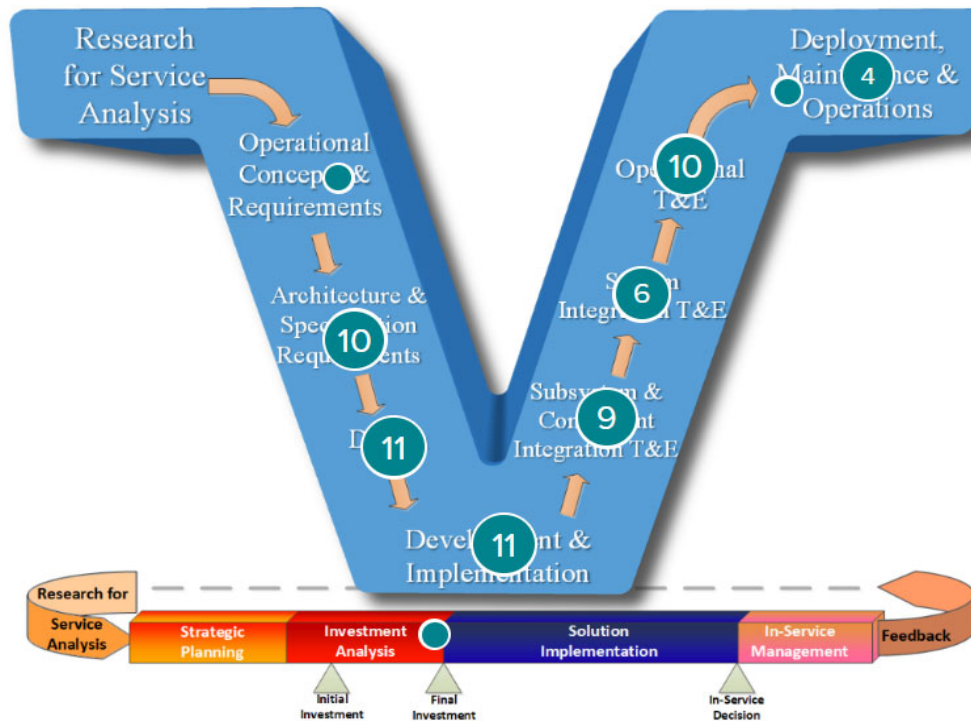 Research
for Service
Analysis
Operational
& 
Requirements
Architecture &
10
11
Development &
11
Implementation
Subsystem &
9
Integration T&E
6
Integration T&E
10
T&E
Deployment,
4
&
Operations
Research for
Service
Analysis
Strategic
Planning
Investment
Analysis
Solution
Implementation
In-Service
Management
Feedback
Initial
Investment
Final
Investment
In-Service
Decision